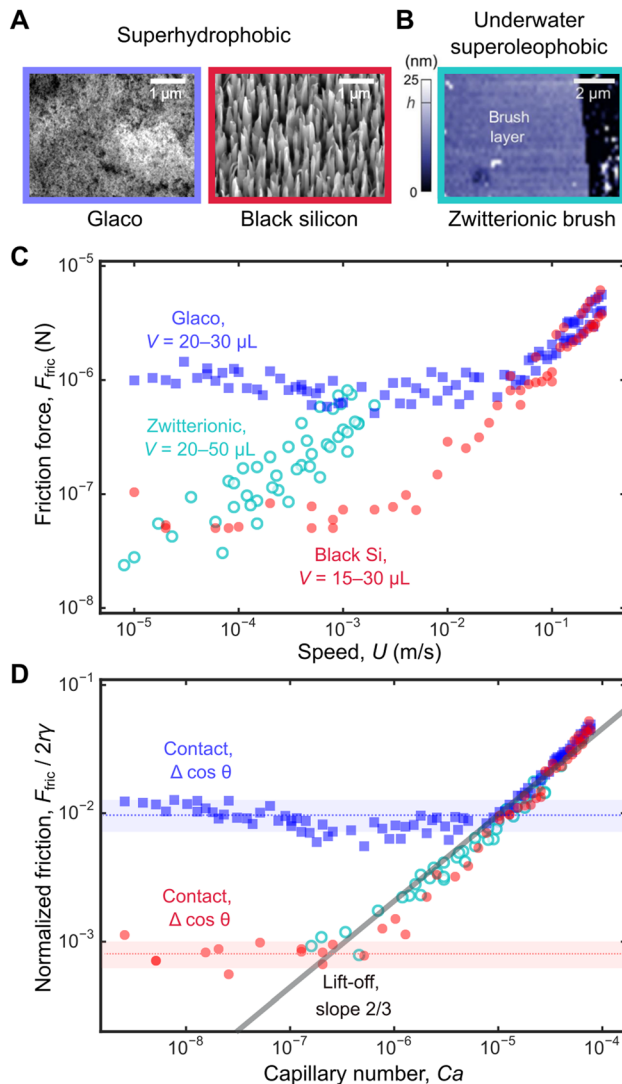 A
Superhydrophobic
1 µm
1 µm
Glaco
Black silicon
B
Underwater
superoleophobic
(nm)
25
h
0
2 µm
Brush
layer
Zwitterionic brush
C
Friction force, F_fric (N)
10⁻⁵
10⁻⁶
10⁻⁷
10⁻⁸
Glaco,
V = 20–30 µL
Zwitterionic,
V = 20–50 µL
Black Si,
V = 15–30 µL
10⁻⁵
10⁻⁴
10⁻³
10⁻²
10⁻¹
Speed, U (m/s)
D
Normalized friction, F_fric / 2rγ
10⁻¹
10⁻²
10⁻³
Contact,
Δ cos θ
Contact,
Δ cos θ
Lift-off,
slope 2/3
10⁻⁸
10⁻⁷
10⁻⁶
10⁻⁵
10⁻⁴
Capillary number, Ca